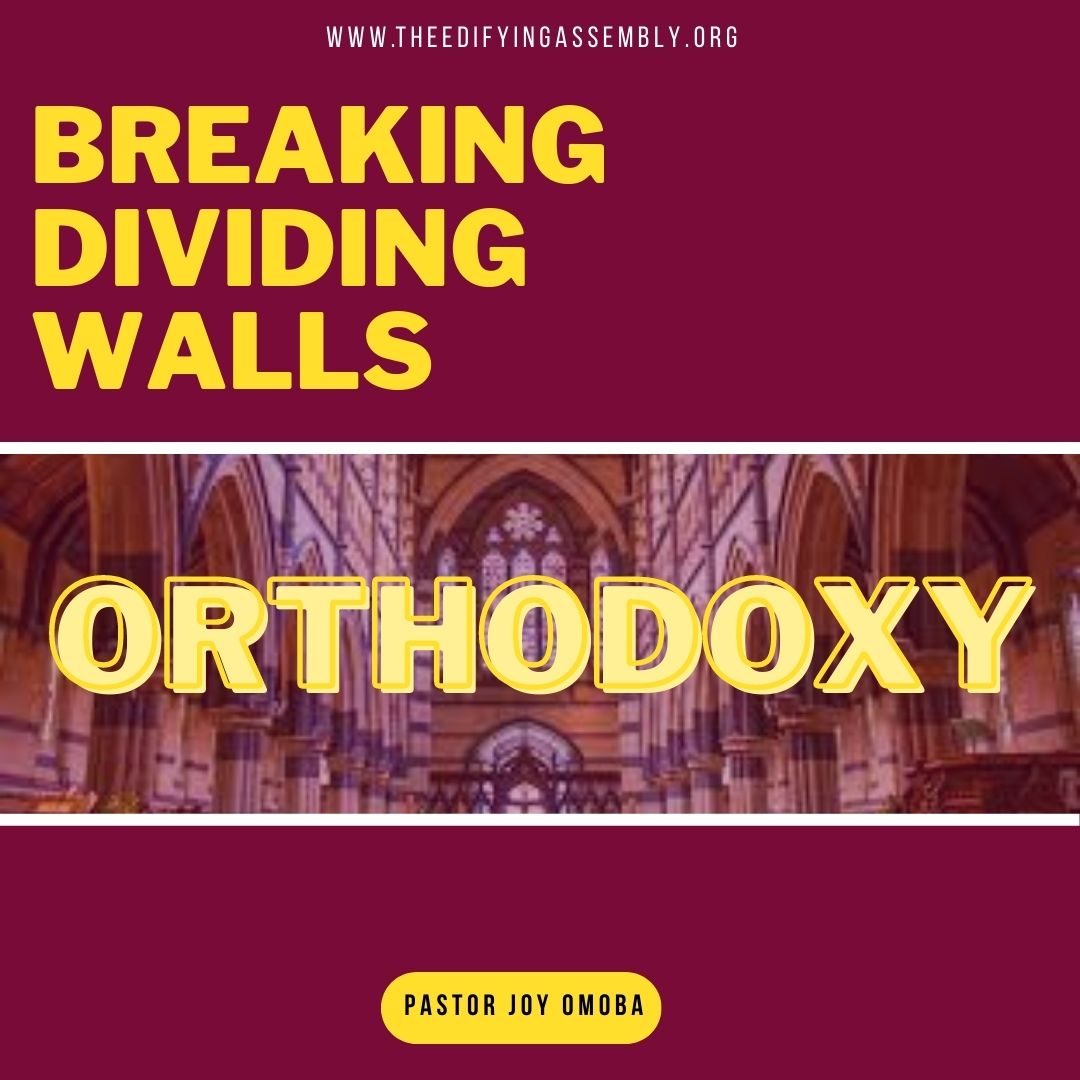 WWW.THEEDIFYINGASSEMBLY.ORG
BREAKING
DIVIDING
WALLS
ORTHODOXY
PASTOR JOY OMOBA